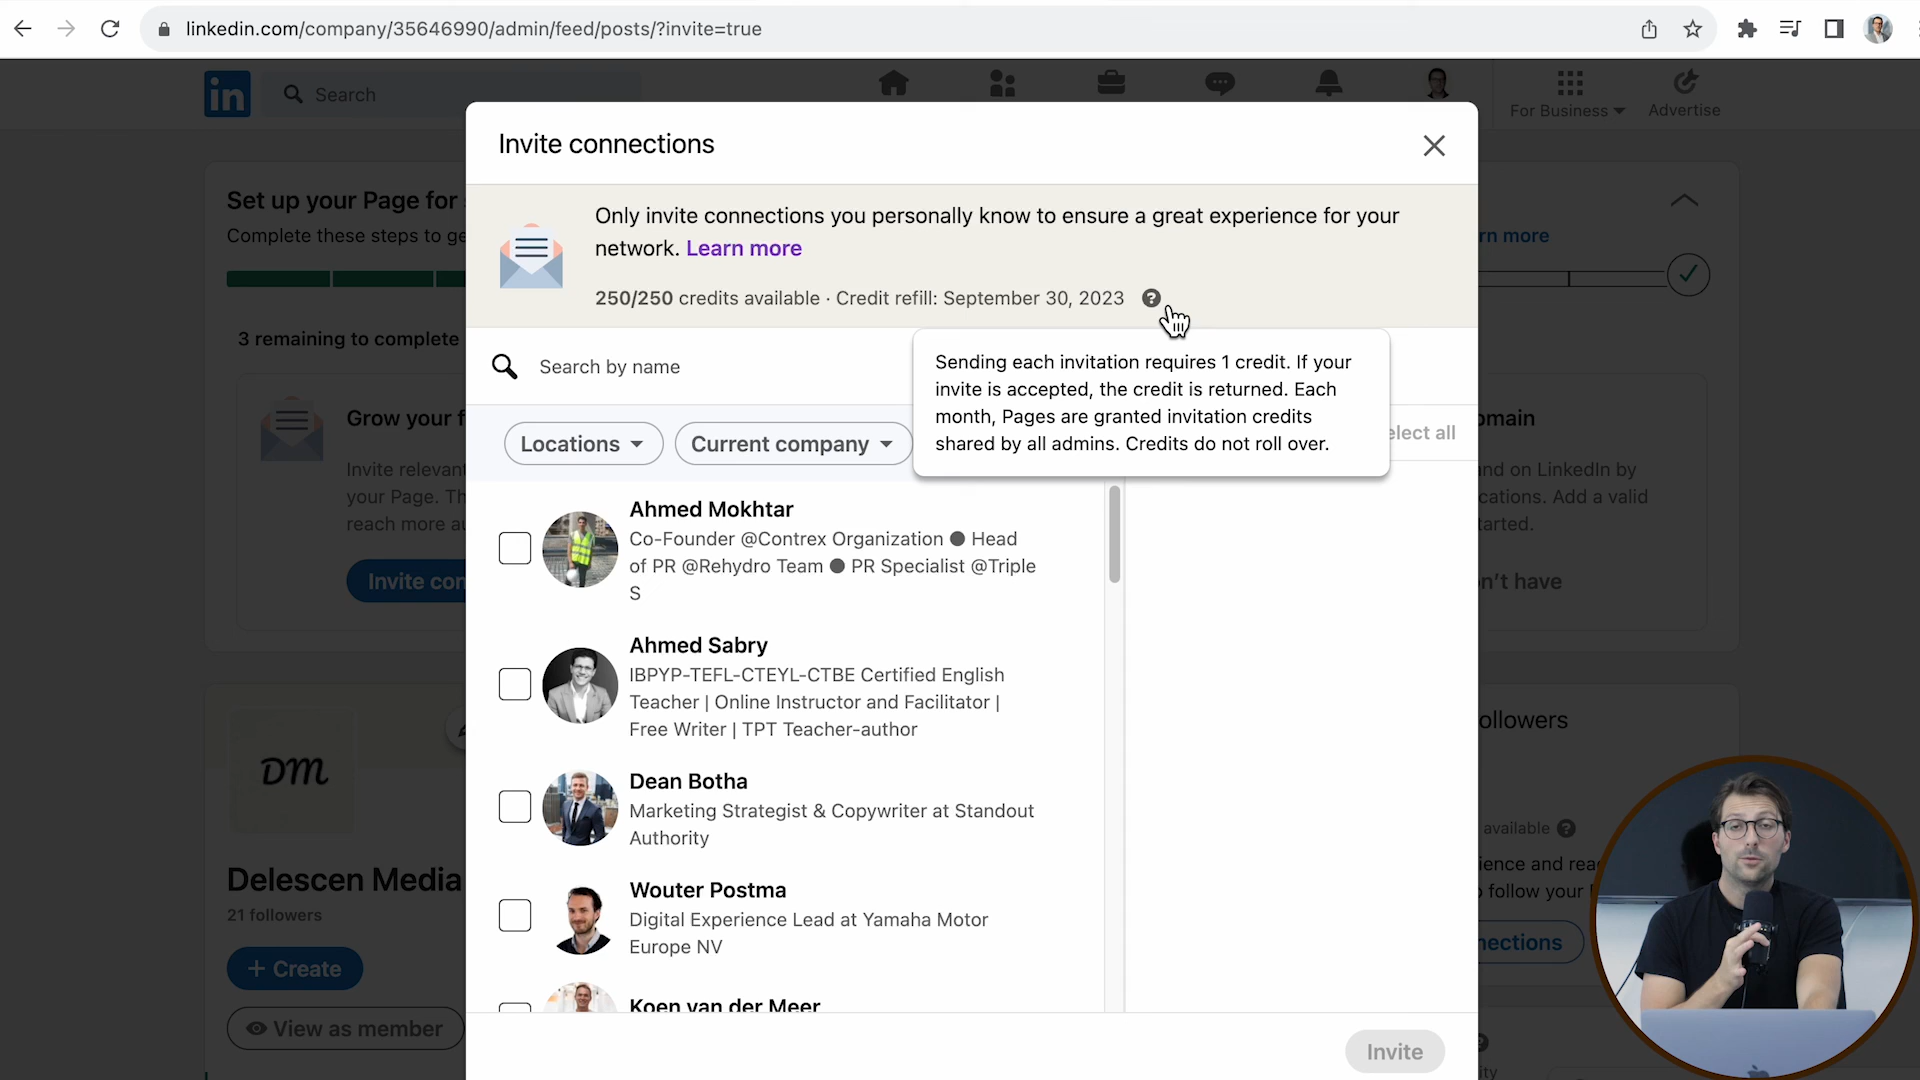 linkedin.com/company/35646990/admin/feed/posts/?invite=true
in
Search
For Business
Advertise
Invite connections
Set up your Page for
Complete these steps to ge
rn more
Only invite connections you personally know to ensure a great experience for your
network. Learn more
250/250 credits available · Credit refill: September 30, 2023
3 remaining to complete
Search by name
Sending each invitation requires 1 credit. If your
invite is accepted, the credit is returned. Each
month, Pages are granted invitation credits
shared by all admins. Credits do not roll over.
Grow your f
Invite relevan
your Page. Th
reach more au
Invite con
Locations
Current company
elect all
omain
nd on LinkedIn by
cations. Add a valid
tarted.
n't have
Ahmed Mokhtar
Co-Founder @Contrex Organization ● Head
of PR @Rehydro Team ● PR Specialist @Triple
S
Ahmed Sabry
IBPYP-TEFL-CTEYL-CTBE Certified English
Teacher | Online Instructor and Facilitator |
Free Writer | TPT Teacher-author
Dean Botha
Marketing Strategist & Copywriter at Standout
Authority
Wouter Postma
Digital Experience Lead at Yamaha Motor
Europe NV
Koen van der Meer
DM
Delescen Media
21 followers
+ Create
View as member
ollowers
available
ience and rea
to follow your
nections
Invite